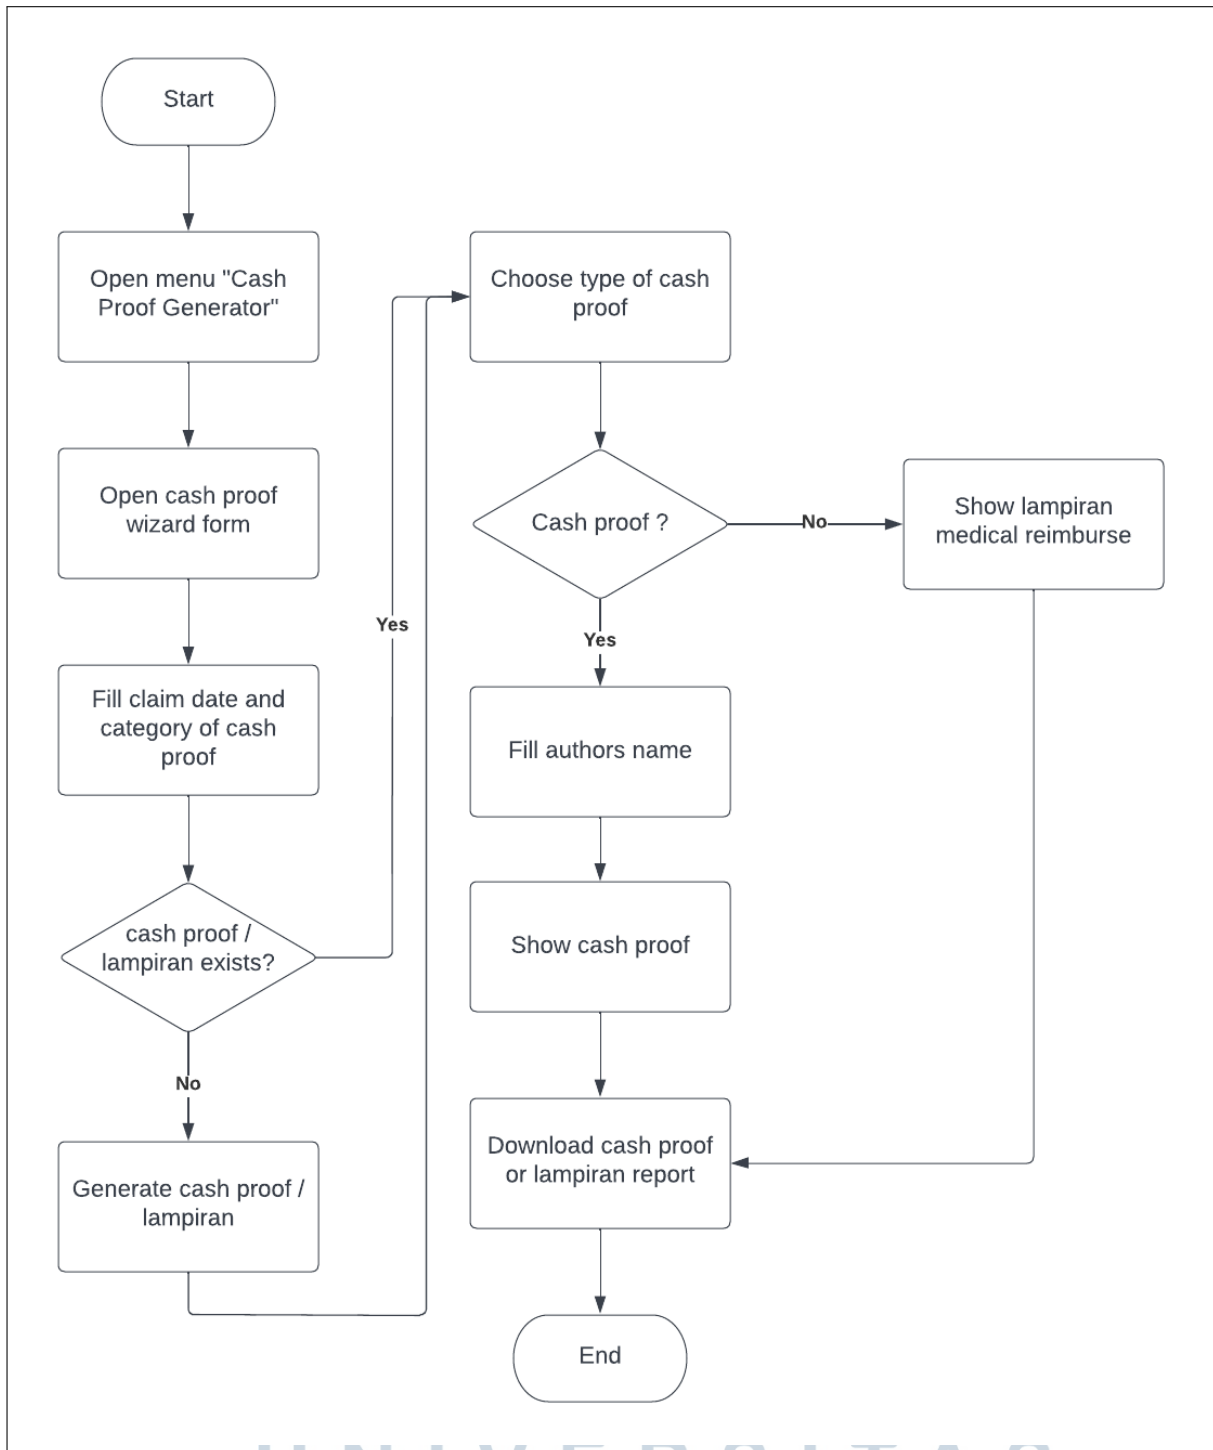 Start
Open menu "Cash
Proof Generator"
Open cash proof
wizard form
Fill claim date and
category of cash
proof
cash proof /
lampiran exists?
Yes
No
Generate cash proof /
lampiran
Choose type of cash
proof
Cash proof ?
No
Show lampiran
medical reimburse
Yes
Fill authors name
Show cash proof
Download cash proof
or lampiran report
End
UNIVERSITAS